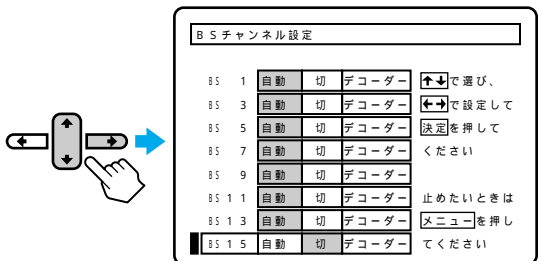 BSチャンネル設定
BS 1 自動 切 デコーダー ↑↓で選び、
BS 3 自動 切 デコーダー ←→で設定して
BS 5 自動 切 デコーダー 決定を押して
BS 7 自動 切 デコーダー ください
BS 9 自動 切 デコーダー
BS11 自動 切 デコーダー 止めたいときは
BS13 自動 切 デコーダー メニューを押し
BS15 自動 切 デコーダー てください